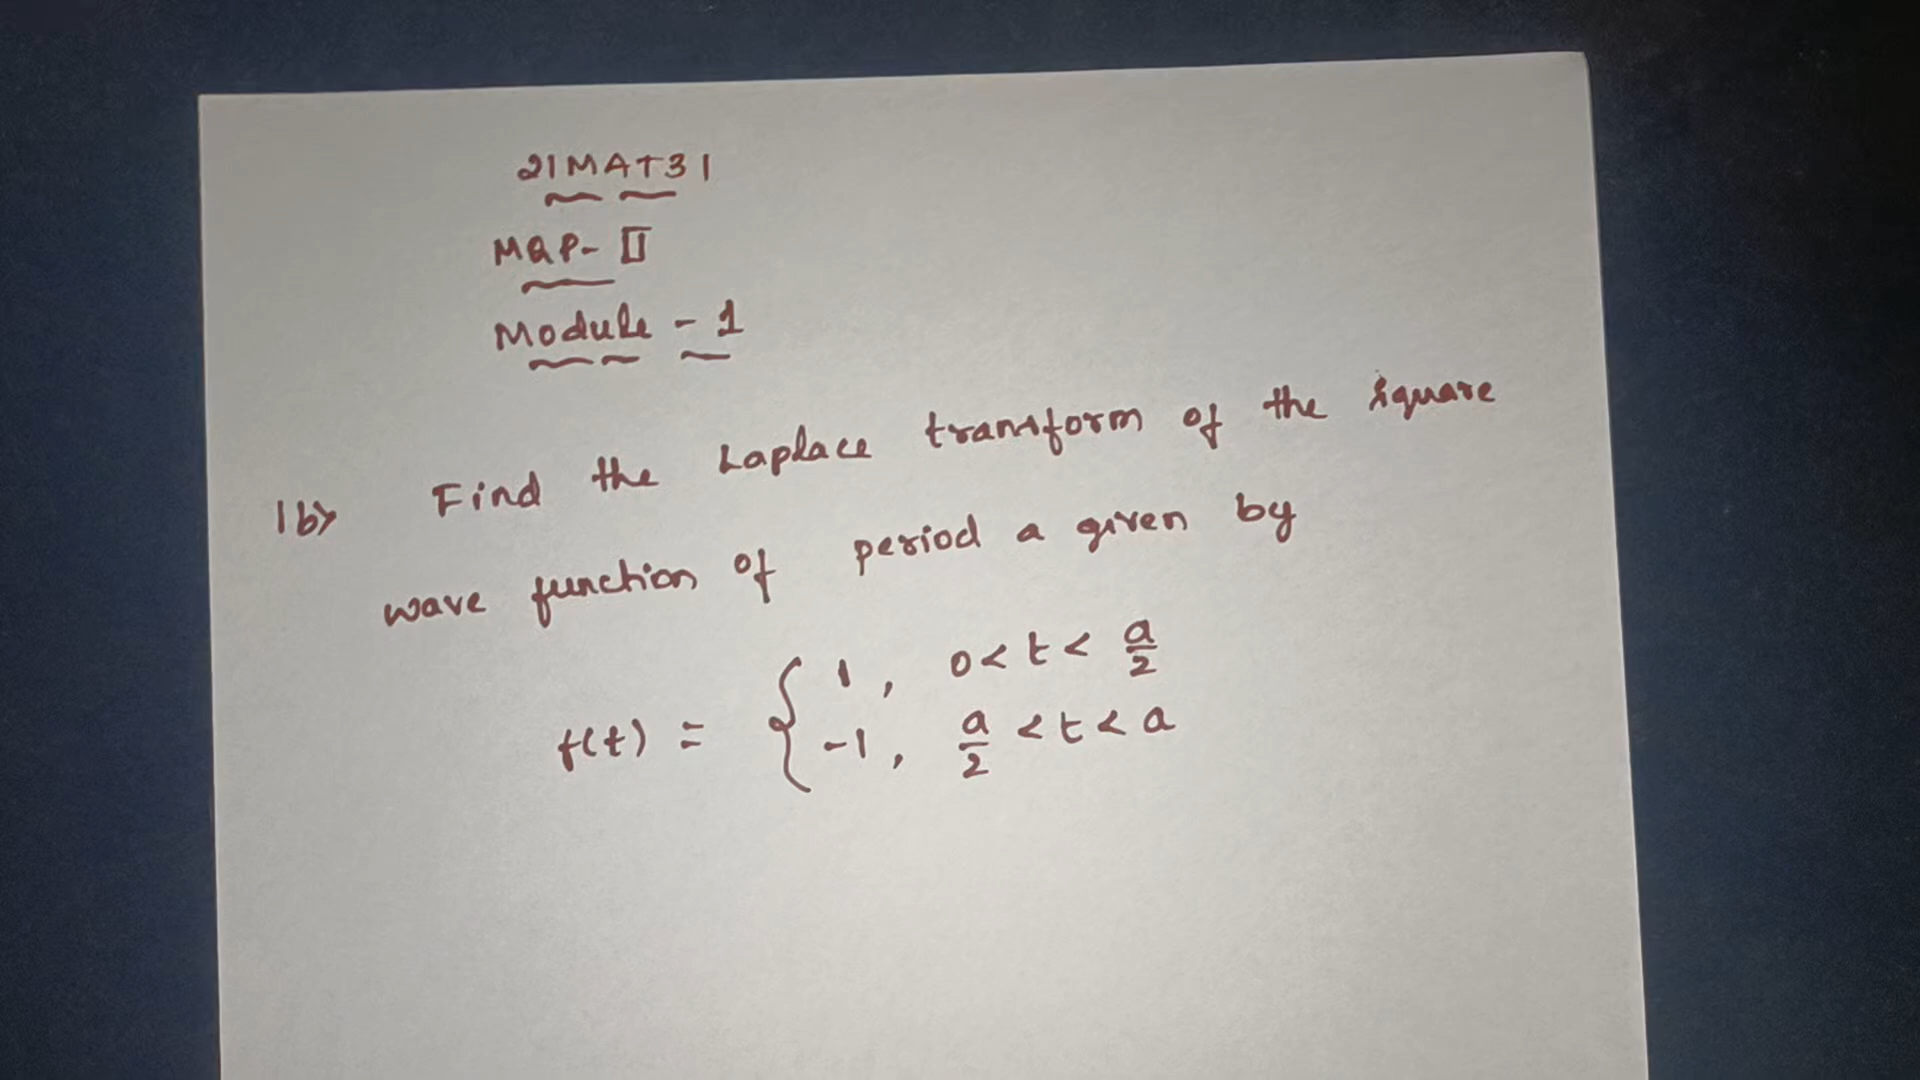 21MAT31
MQP- II
Module - 1
1b> Find the Laplace transform of the square
wave function of period a given by
f(t) = { 1 , 0 < t < a/2
-1 , a/2 < t < a